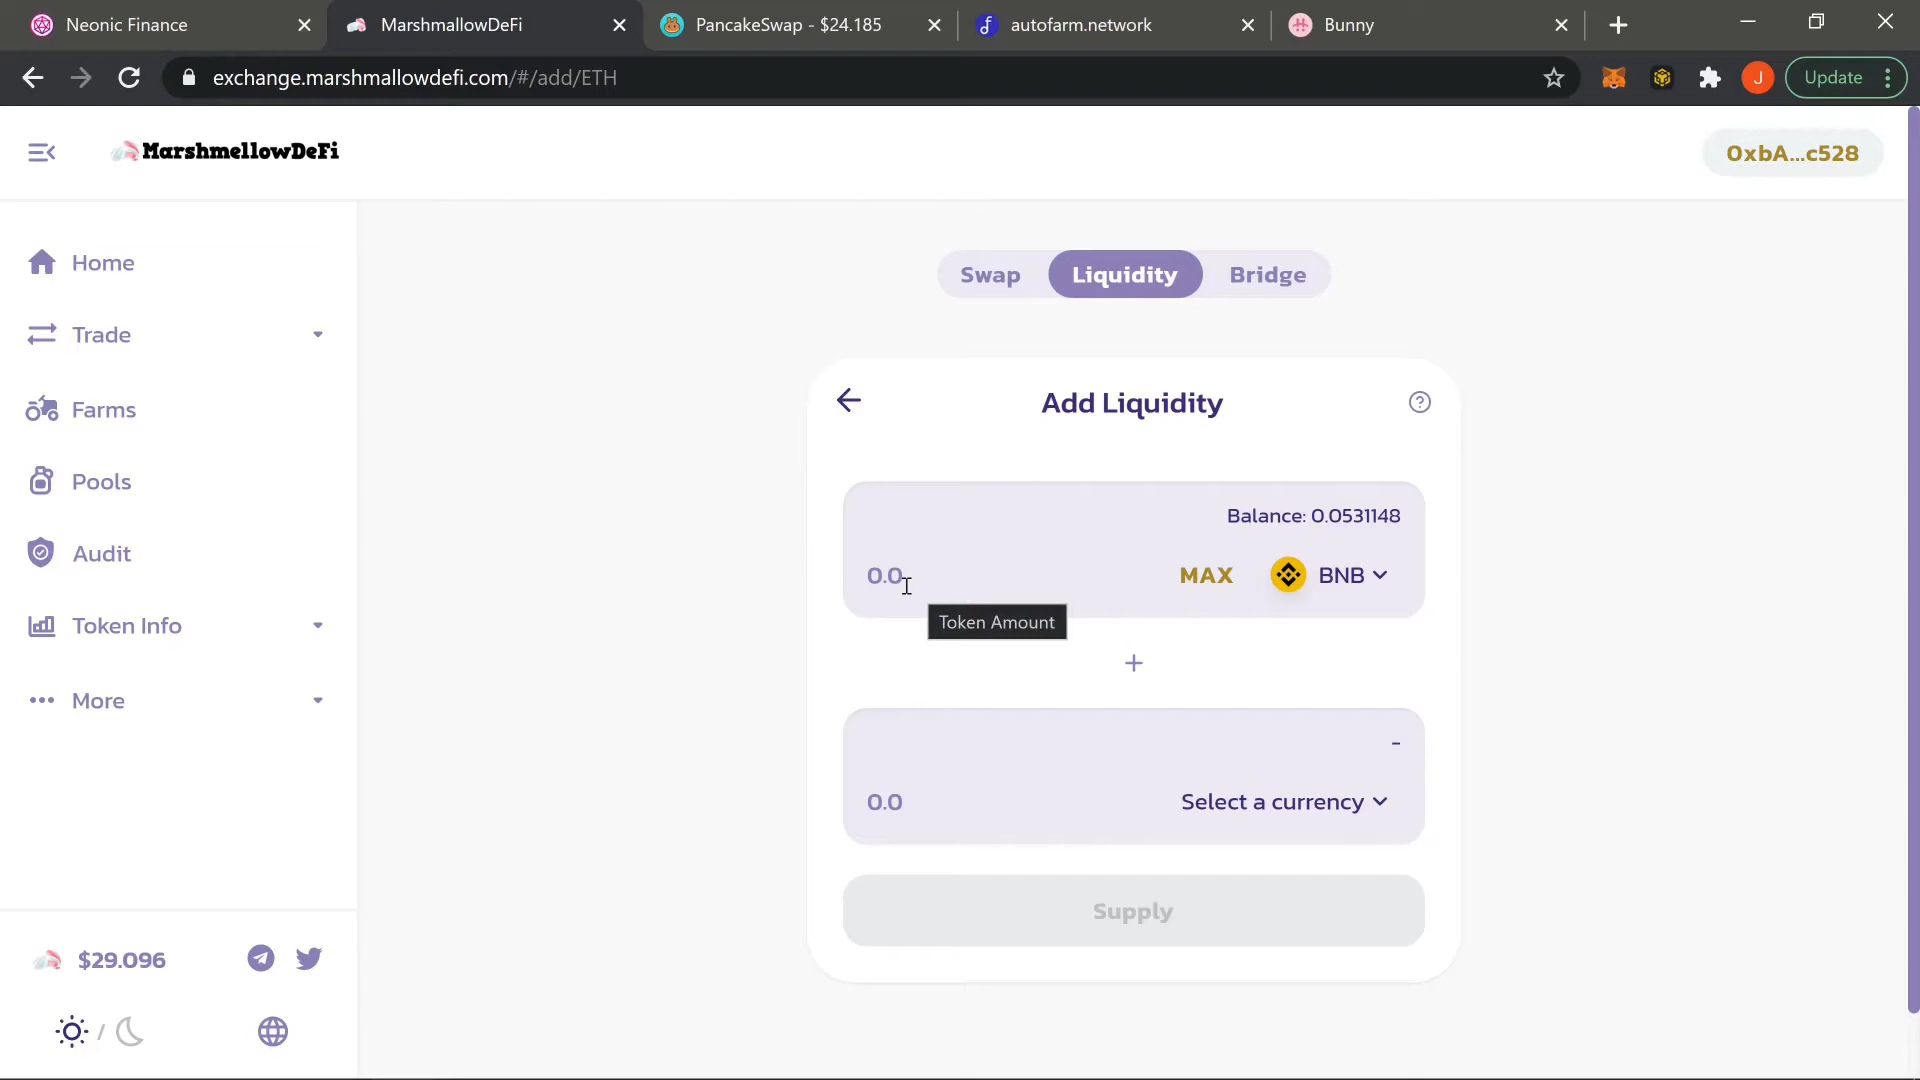 Neonic Finance
MarshmallowDeFi
PancakeSwap - $24.185
autofarm.network
Bunny
exchange.marshmallowdefi.com/#/add/ETH
J
Update
MarshmellowDeFi
0xbA...c528
Home
Trade
Farms
Pools
Audit
Token Info
More
$29.096
/
Swap
Liquidity
Bridge
Add Liquidity
?
Balance: 0.0531148
0.0
MAX
BNB
Token Amount
+
-
0.0
Select a currency
Supply